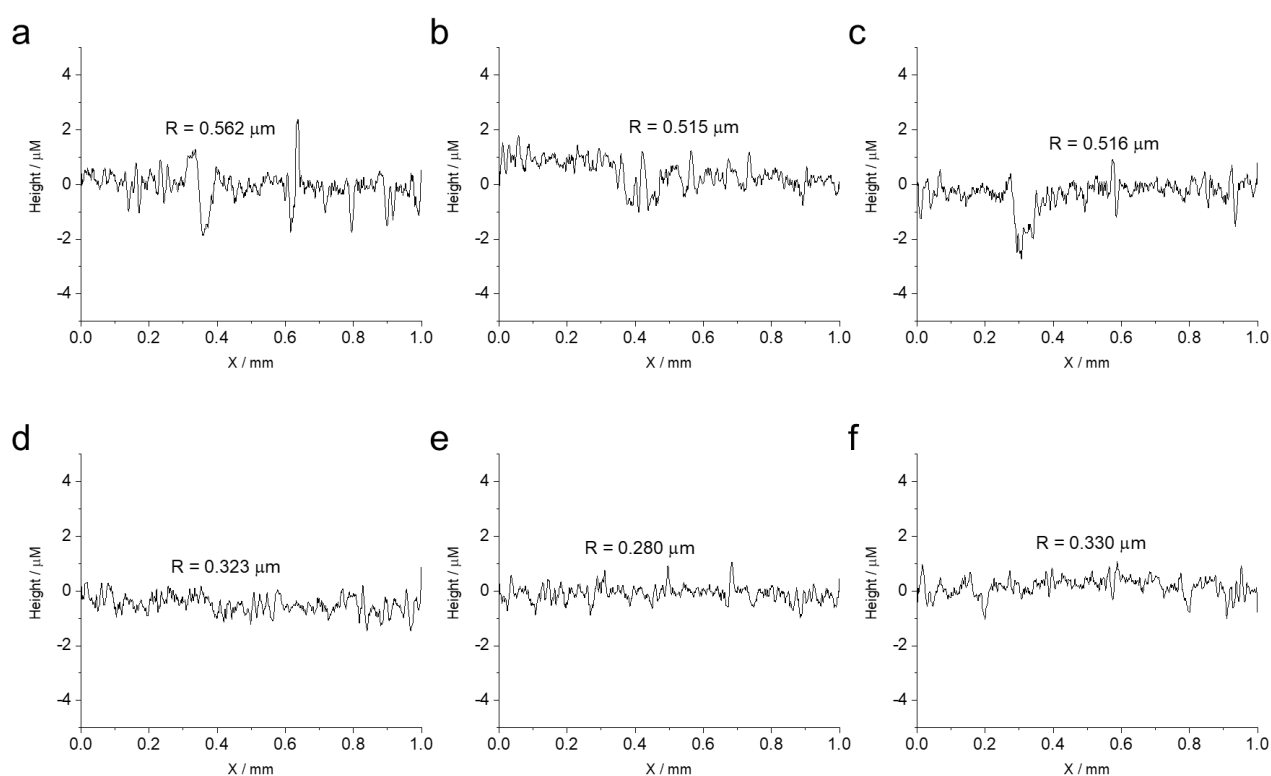 a
b
c
R = 0.562 μm
R = 0.515 μm
R = 0.516 μm
Height / μM
4
2
0
-2
-4
Height / μM
4
2
0
-2
-4
Height / μM
4
2
0
-2
-4
0.0 0.2 0.4 0.6 0.8 1.0
0.0 0.2 0.4 0.6 0.8 1.0
0.0 0.2 0.4 0.6 0.8 1.0
X / mm
X / mm
X / mm
d
e
f
R = 0.323 μm
R = 0.280 μm
R = 0.330 μm
Height / μM
4
2
0
-2
-4
Height / μM
4
2
0
-2
-4
Height / μM
4
2
0
-2
-4
0.0 0.2 0.4 0.6 0.8 1.0
0.0 0.2 0.4 0.6 0.8 1.0
0.0 0.2 0.4 0.6 0.8 1.0
X / mm
X / mm
X / mm